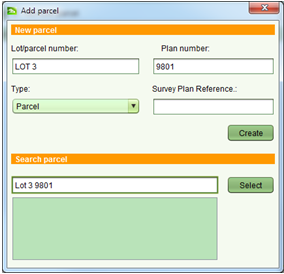 Add parcel
New parcel
Lot/parcel number: Plan number:
LOT 3 9801
Type: Survey Plan Reference.:
Parcel
Create
Search parcel
Lot 3 9801 Select